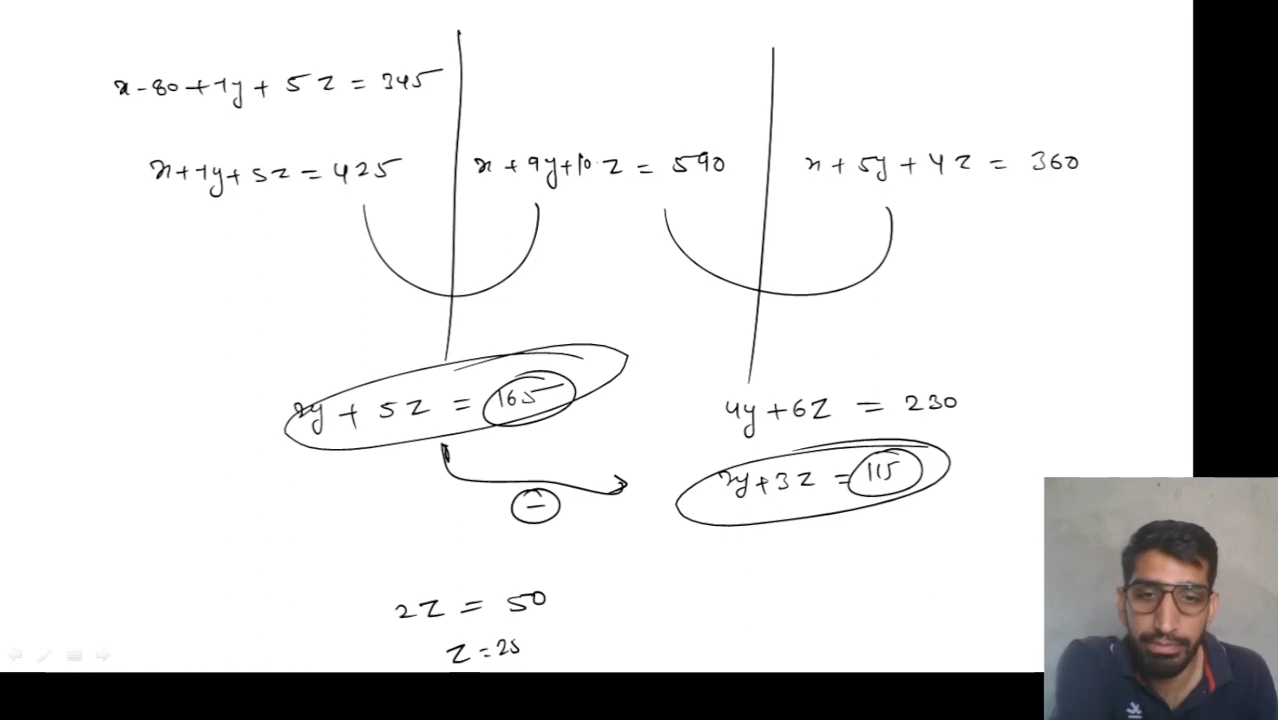 x-80+7y+5z=345
x+7y+5z=425
x+9y+10z=590
x+5y+4z=360
2y+5z=165
4y+6z=230
2y+3z=115
−
2z=50
z=25